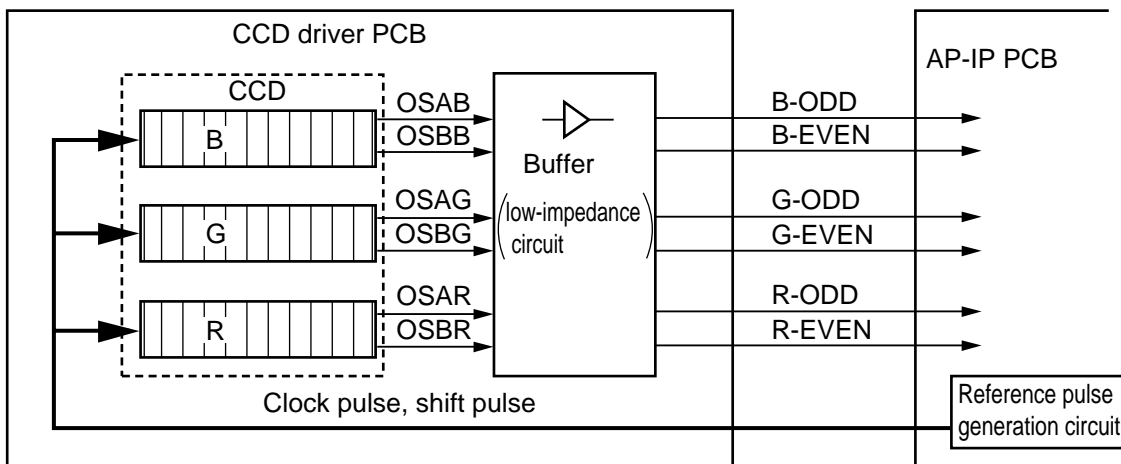 CCD driver PCB
AP-IP PCB
CCD
B
OSAB
OSBB
Buffer
(low-impedance
circuit)
B-ODD
B-EVEN
G
OSAG
OSBG
G-ODD
G-EVEN
R
OSAR
OSBR
R-ODD
R-EVEN
Clock pulse, shift pulse
Reference pulse
generation circuit